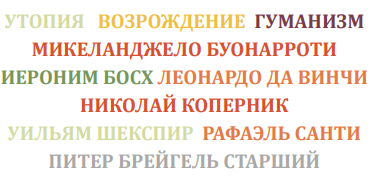 УТОПИЯ ВОЗРОЖДЕНИЕ ГУМАНИЗМ
МИКЕЛАНДЖЕЛО БУОНАРРОТИ
ИЕРОНИМ БОСХ ЛЕОНАРДО ДА ВИНЧИ
НИКОЛАЙ КОПЕРНИК
УИЛЬЯМ ШЕКСПИР РАФАЭЛЬ САНТИ
ПИТЕР БРЕЙГЕЛЬ СТАРШИЙ